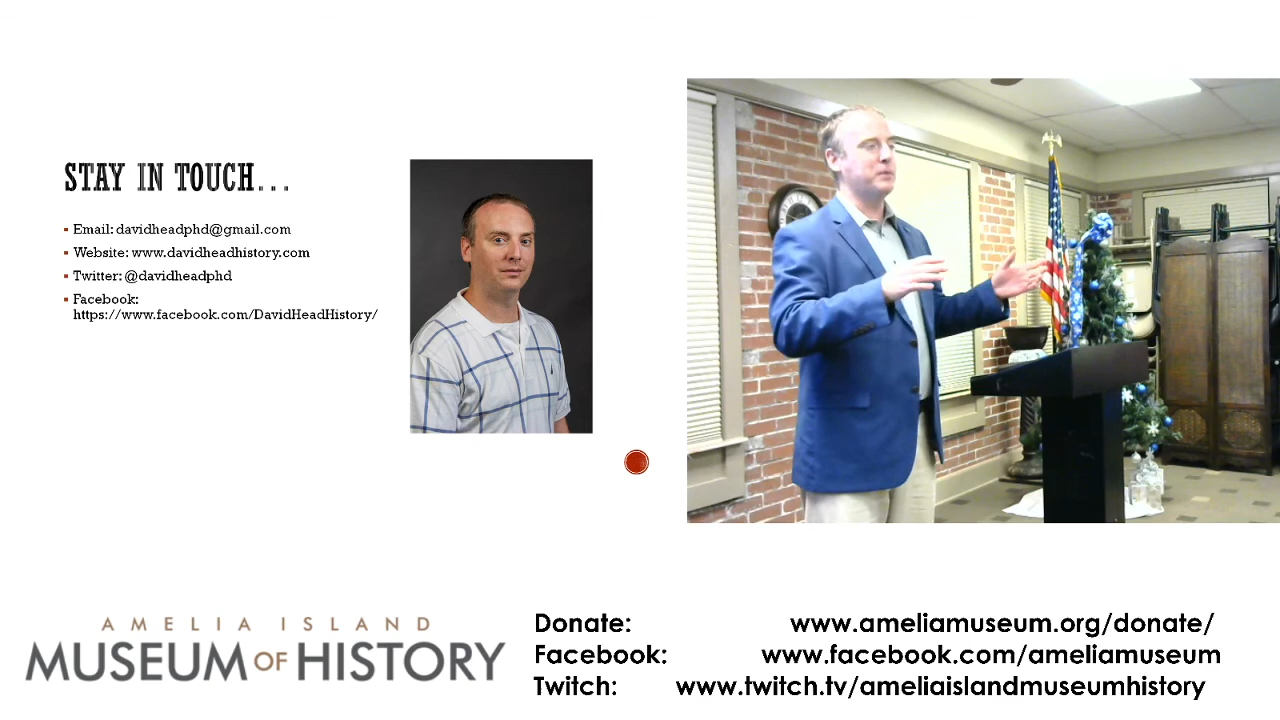 STAY IN TOUCH...
Email: davidheadphd@gmail.com
Website: www.davidheadhistory.com
Twitter: @davidheadphd
Facebook:
https://www.facebook.com/DavidHeadHistory/
AMELIA ISLAND
MUSEUM OF HISTORY
Donate: www.ameliamuseum.org/donate/
Facebook: www.facebook.com/ameliamuseum
Twitch: www.twitch.tv/ameliaislandmuseumhistory